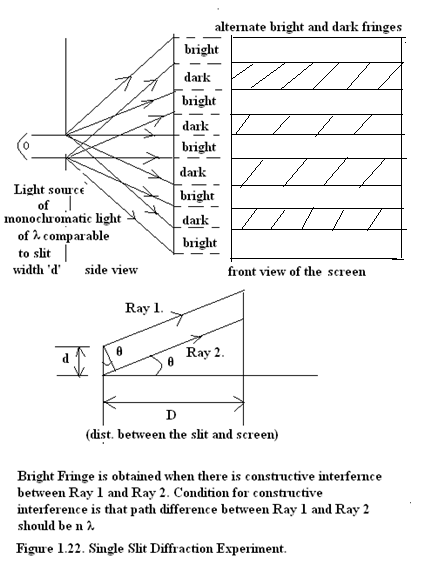 alternate bright and dark fringes
bright
dark
bright
dark
bright
dark
bright
dark
bright
Light source
of
monochromatic light
of λ comparable
to slit
width 'd'
side view
front view of the screen
Ray 1.
d
θ
θ
Ray 2.
D
(dist. between the slit and screen)
Bright Fringe is obtained when there is constructive interfernce
between Ray 1 and Ray 2. Condition for constructive
interference is that path difference between Ray 1 and Ray 2
should be n λ
Figure 1.22. Single Slit Diffraction Experiment.